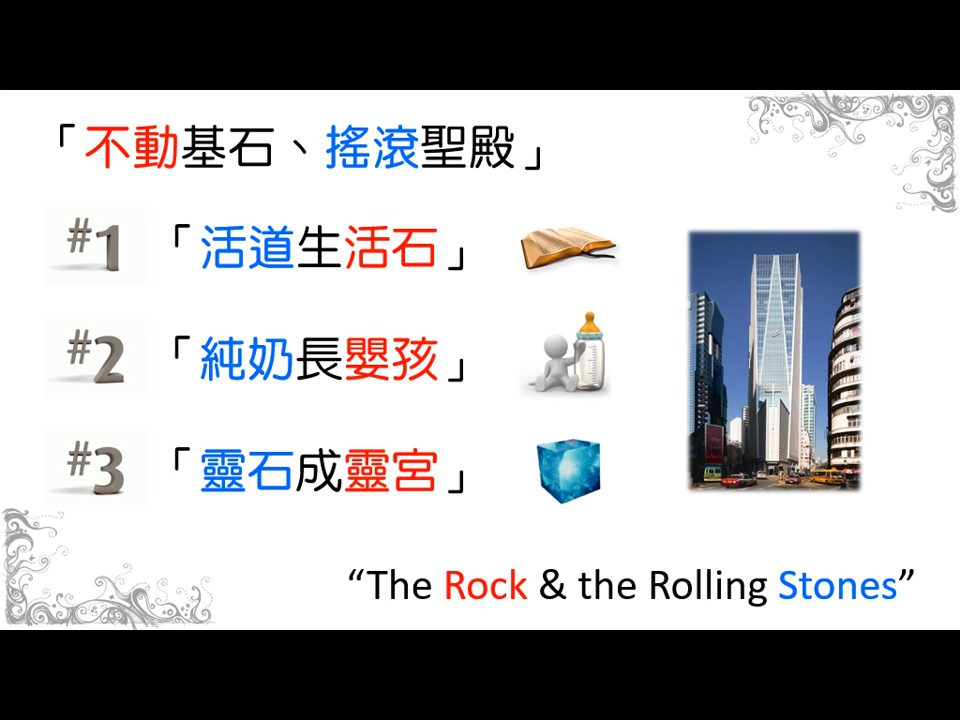 「不動基石、搖滾聖殿」
#1 「活道生活石」
#2 「純奶長嬰孩」
#3 「靈石成靈宮」
“The Rock & the Rolling Stones”